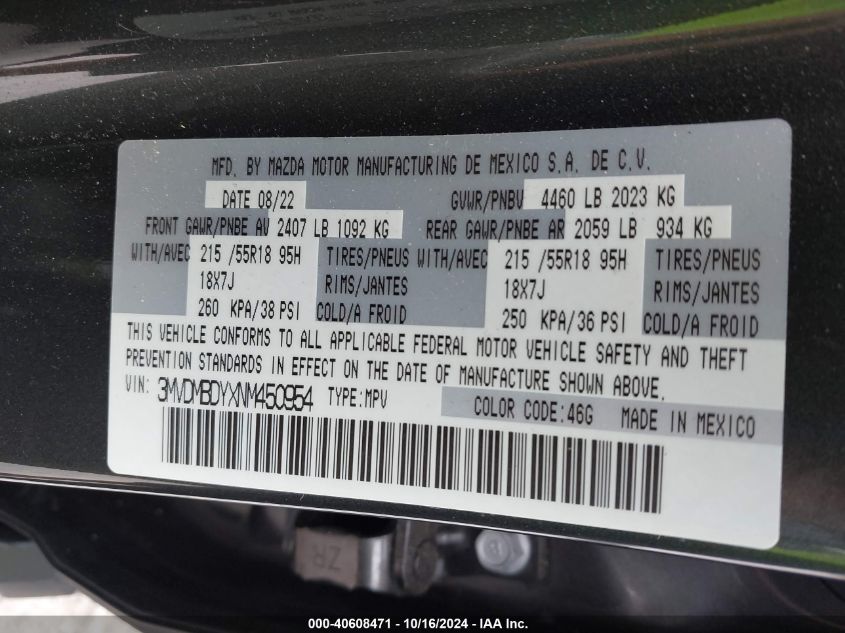 MFD. BY MAZDA MOTOR MANUFACTURING DE MEXICO S.A. DE C.V.
DATE 08/22 GVWR/PNBV 4460 LB 2023 KG
FRONT GAWR/PNBE AV 2407 LB 1092 KG REAR GAWR/PNBE AR 2059 LB 934 KG
WITH/AVEC 215 /55R18 95H TIRES/PNEUS WITH/AVEC 215 /55R18 95H TIRES/PNEUS
18X7J RIMS/JANTES 18X7J RIMS/JANTES
260 KPA/38 PSI COLD/A FROID 250 KPA/36 PSI COLD/A FROID
THIS VEHICLE CONFORMS TO ALL APPLICABLE FEDERAL MOTOR VEHICLE SAFETY AND THEFT
PREVENTION STANDARDS IN EFFECT ON THE DATE OF MANUFACTURE SHOWN ABOVE.
VIN: 3MVDMBDYXNM450954 TYPE:MPV COLOR CODE:46G MADE IN MEXICO
ZR
8
000-40608471 - 10/16/2024 - IAA Inc.